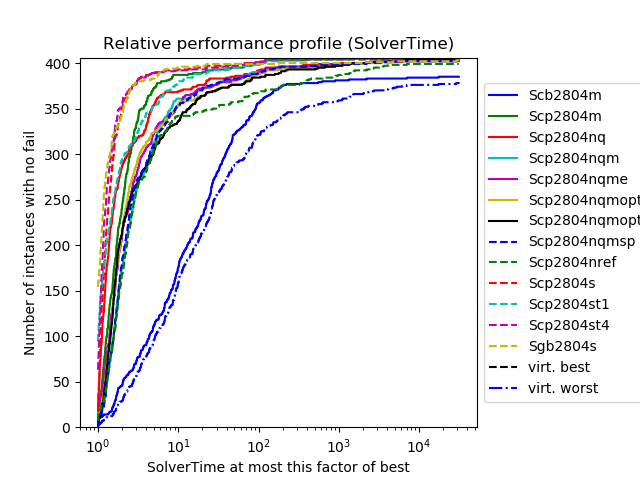 Relative performance profile (SolverTime)
Number of instances with no fail
400
350
300
250
200
150
100
50
0
10^0
10^1
10^2
10^3
10^4
SolverTime at most this factor of best
Scb2804m
Scp2804m
Scp2804nq
Scp2804nqm
Scp2804nqme
Scp2804nqmopt
Scp2804nqmopt
Scp2804nqmsp
Scp2804nref
Scp2804s
Scp2804st1
Scp2804st4
Sgb2804s
virt. best
virt. worst